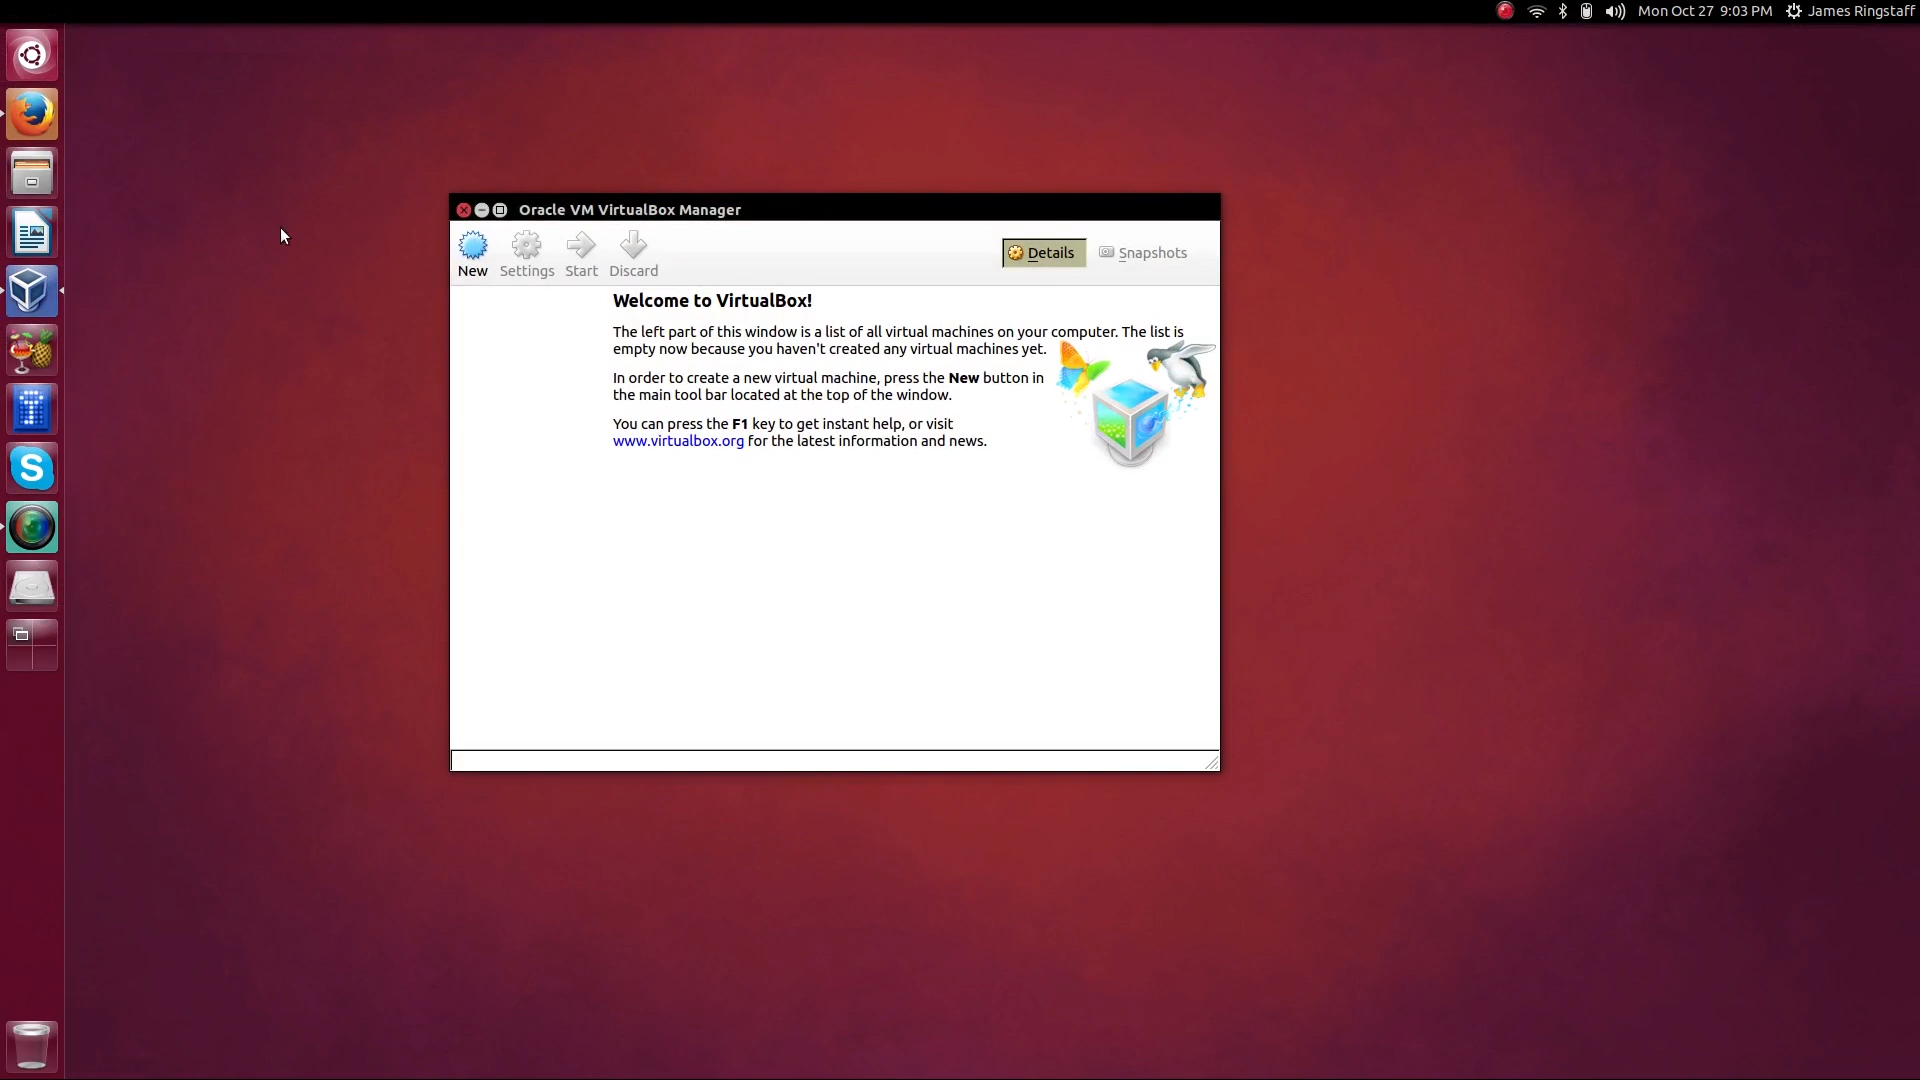 Mon Oct 27 9:03 PM James Ringstaff
Oracle VM VirtualBox Manager
New Settings Start Discard Details Snapshots
Welcome to VirtualBox!
The left part of this window is a list of all virtual machines on your computer. The list is
empty now because you haven't created any virtual machines yet.
In order to create a new virtual machine, press the New button in
the main tool bar located at the top of the window.
You can press the F1 key to get instant help, or visit
www.virtualbox.org for the latest information and news.